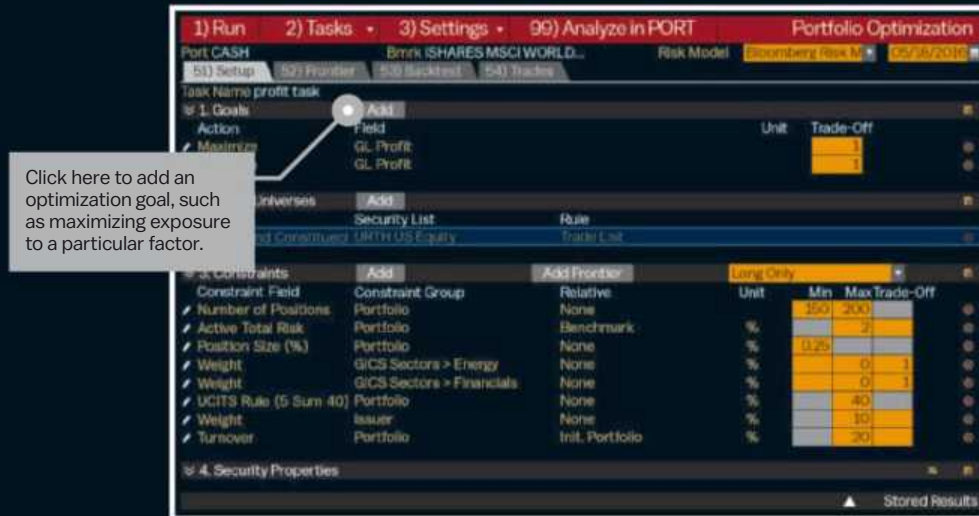 1) Run 2) Tasks 3) Settings 99) Analyze in PORT Portfolio Optimization
Port CASH Bmrk ISHARES MSCI WORLD... Risk Model Bloomberg Risk M 05/18/2016
51) Setup 52) Frontier 53) Backtest 54) Trades
Task Name profit task
1. Goals Add
Action Field Unit Trade-Off
Maximize GL Profit 1
GL Profit 1
Click here to add an
optimization goal, such
as maximizing exposure
to a particular factor.
Universes Add
Security List Rule
URTH US Equity Trade List
3. Constraints Add Add Frontier Long Only
Constraint Field Constraint Group Relative Unit Min Max Trade-Off
Number of Positions Portfolio None 150 200
Active Total Risk Portfolio Benchmark % 2
Position Size (%) Portfolio None % 0.25
Weight GICS Sectors > Energy None % 0 1
Weight GICS Sectors > Financials None % 0 1
UCITS Rule (5 Sum 40) Portfolio None % 40
Weight Issuer None % 10
Turnover Portfolio Init. Portfolio % 20
4. Security Properties
Stored Results